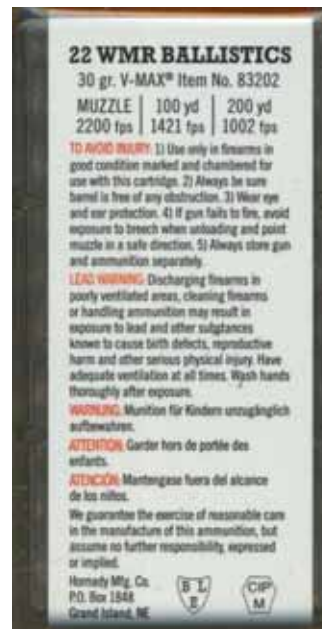 22 WMR BALLISTICS
30 gr. V-MAX® Item No. 83202
MUZZLE | 100 yd | 200 yd
2200 fps | 1421 fps | 1002 fps
TO AVOID INJURY: 1) Use only in firearms in
good condition marked and chambered for
use with this cartridge. 2) Always be sure
barrel is free of any obstruction. 3) Wear eye
and ear protection. 4) If gun fails to fire, avoid
exposure to breech when unloading and point
muzzle in a safe direction. 5) Always store gun
and ammunition separately.
LEAD WARNING: Discharging firearms in
poorly ventilated areas, cleaning firearms
or handling ammunition may result in
exposure to lead and other substances
known to cause birth defects, reproductive
harm and other serious physical injury. Have
adequate ventilation at all times. Wash hands
thoroughly after exposure.
WARNUNG: Munition für Kindern unzugänglich
aufbewahren.
ATTENTION: Garder hors de portée des
enfants.
ATENCIÓN: Mantengase fuera del alcance
de los niños.
We guarantee the exercise of reasonable care
in the manufacture of this ammunition, but
assume no further responsibility, expressed
or implied.
Hornady Mfg. Co.
P.O. Box 1848
Grand Island, NE
B L
E
CIP
M